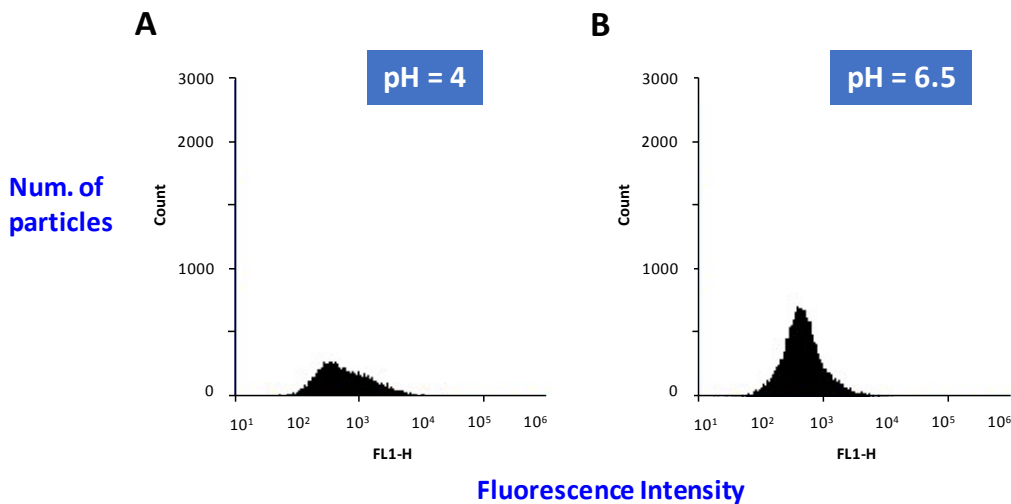 A
pH = 4
3000
2000
1000
0
Count
10¹ 10² 10³ 10⁴ 10⁵ 10⁶
FL1-H
B
pH = 6.5
3000
2000
1000
0
Count
10¹ 10² 10³ 10⁴ 10⁵ 10⁶
FL1-H
Num. of
particles
Fluorescence Intensity